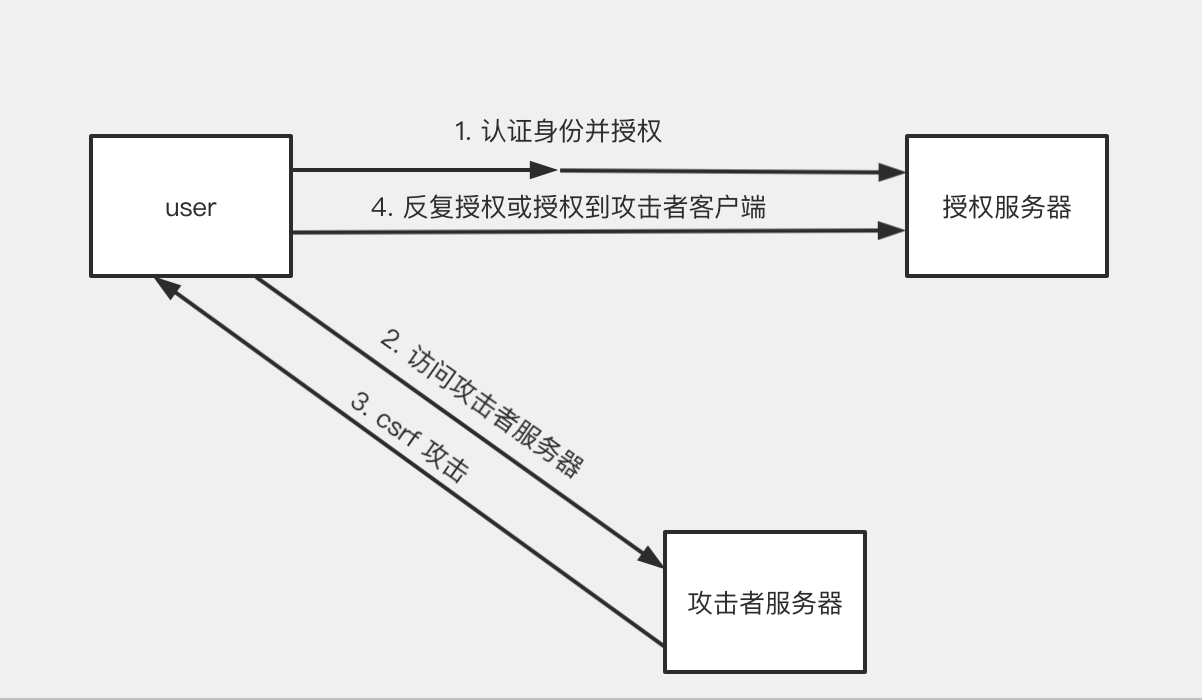 1. 认证身份并授权
user
4. 反复授权或授权到攻击者客户端
授权服务器
2. 访问攻击者服务器
3. csrf 攻击
攻击者服务器